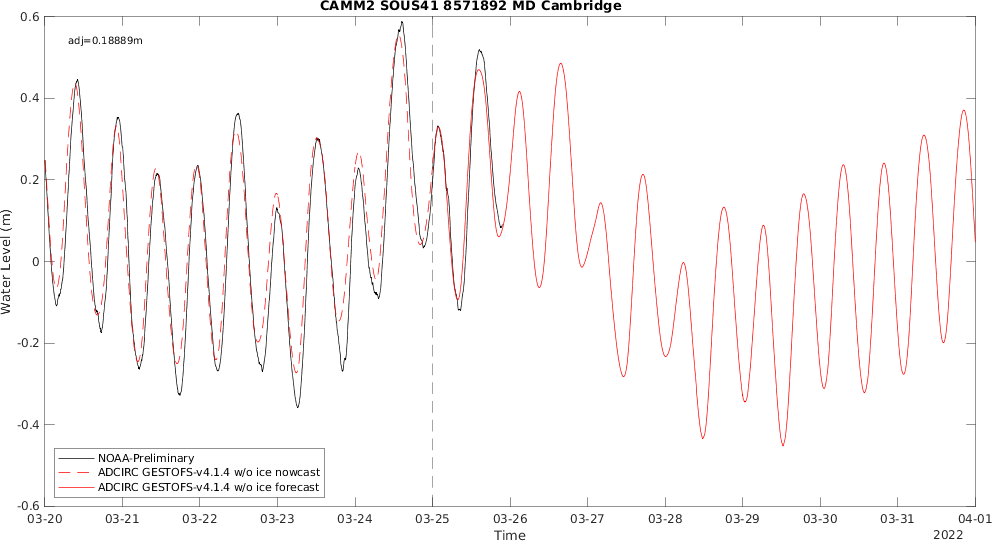 CAMM2 SOUS41 8571892 MD Cambridge
adj=0.18889m
0.6
0.4
0.2
0
-0.2
-0.4
-0.6
Water Level (m)
NOAA-Preliminary
ADCIRC GESTOFS-v4.1.4 w/o ice nowcast
ADCIRC GESTOFS-v4.1.4 w/o ice forecast
03-20 03-21 03-22 03-23 03-24 03-25 03-26 03-27 03-28 03-29 03-30 03-31 04-01
Time
2022